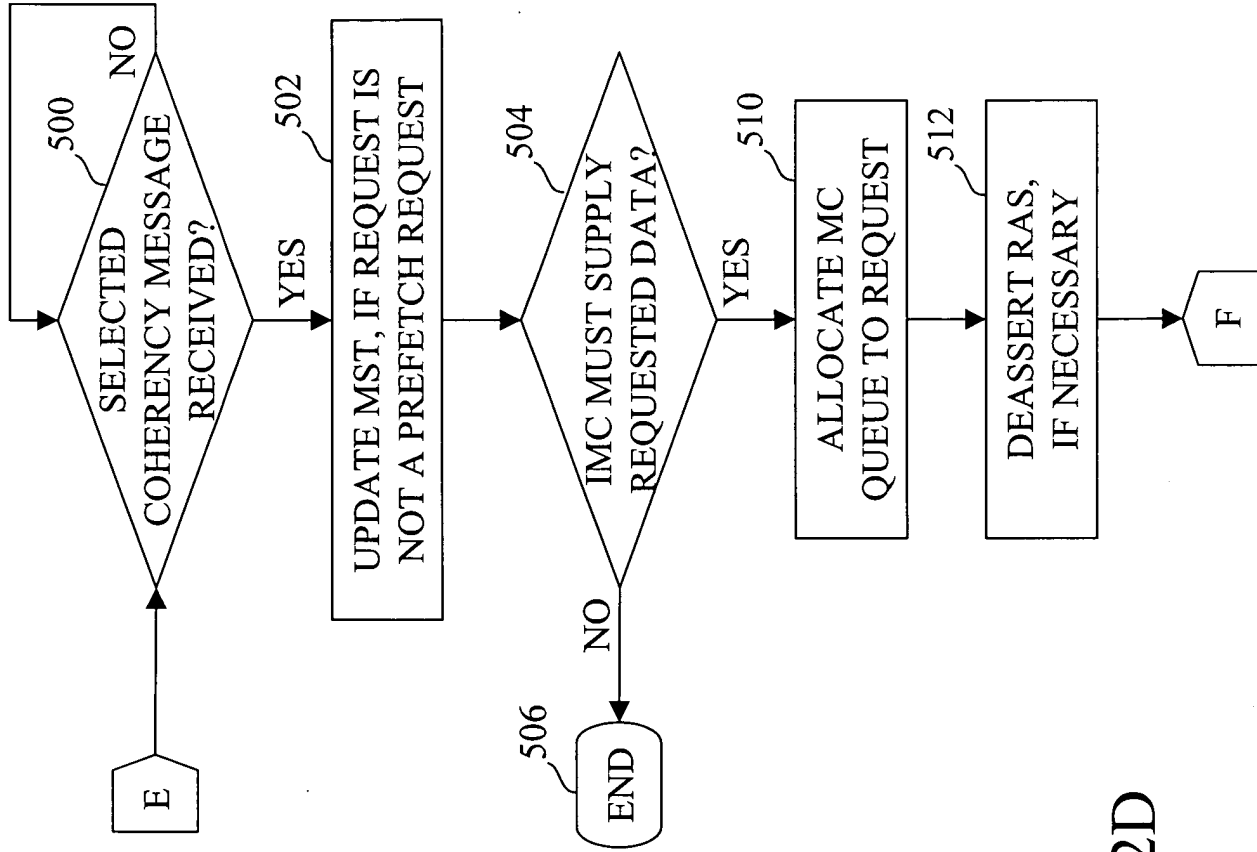 E
SELECTED
COHERENCY MESSAGE
RECEIVED?
500
NO
YES
UPDATE MST, IF REQUEST IS
NOT A PREFETCH REQUEST
502
IMC MUST SUPPLY
REQUESTED DATA?
504
NO
END
506
YES
ALLOCATE MC
QUEUE TO REQUEST
510
DEASSERT RAS,
IF NECESSARY
512
F
2D